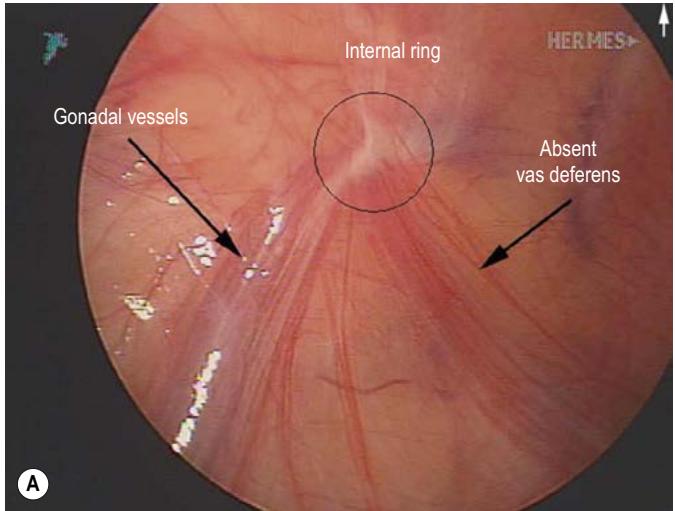 HERMES
Internal ring
Gonadal vessels
Absent
vas deferens
A